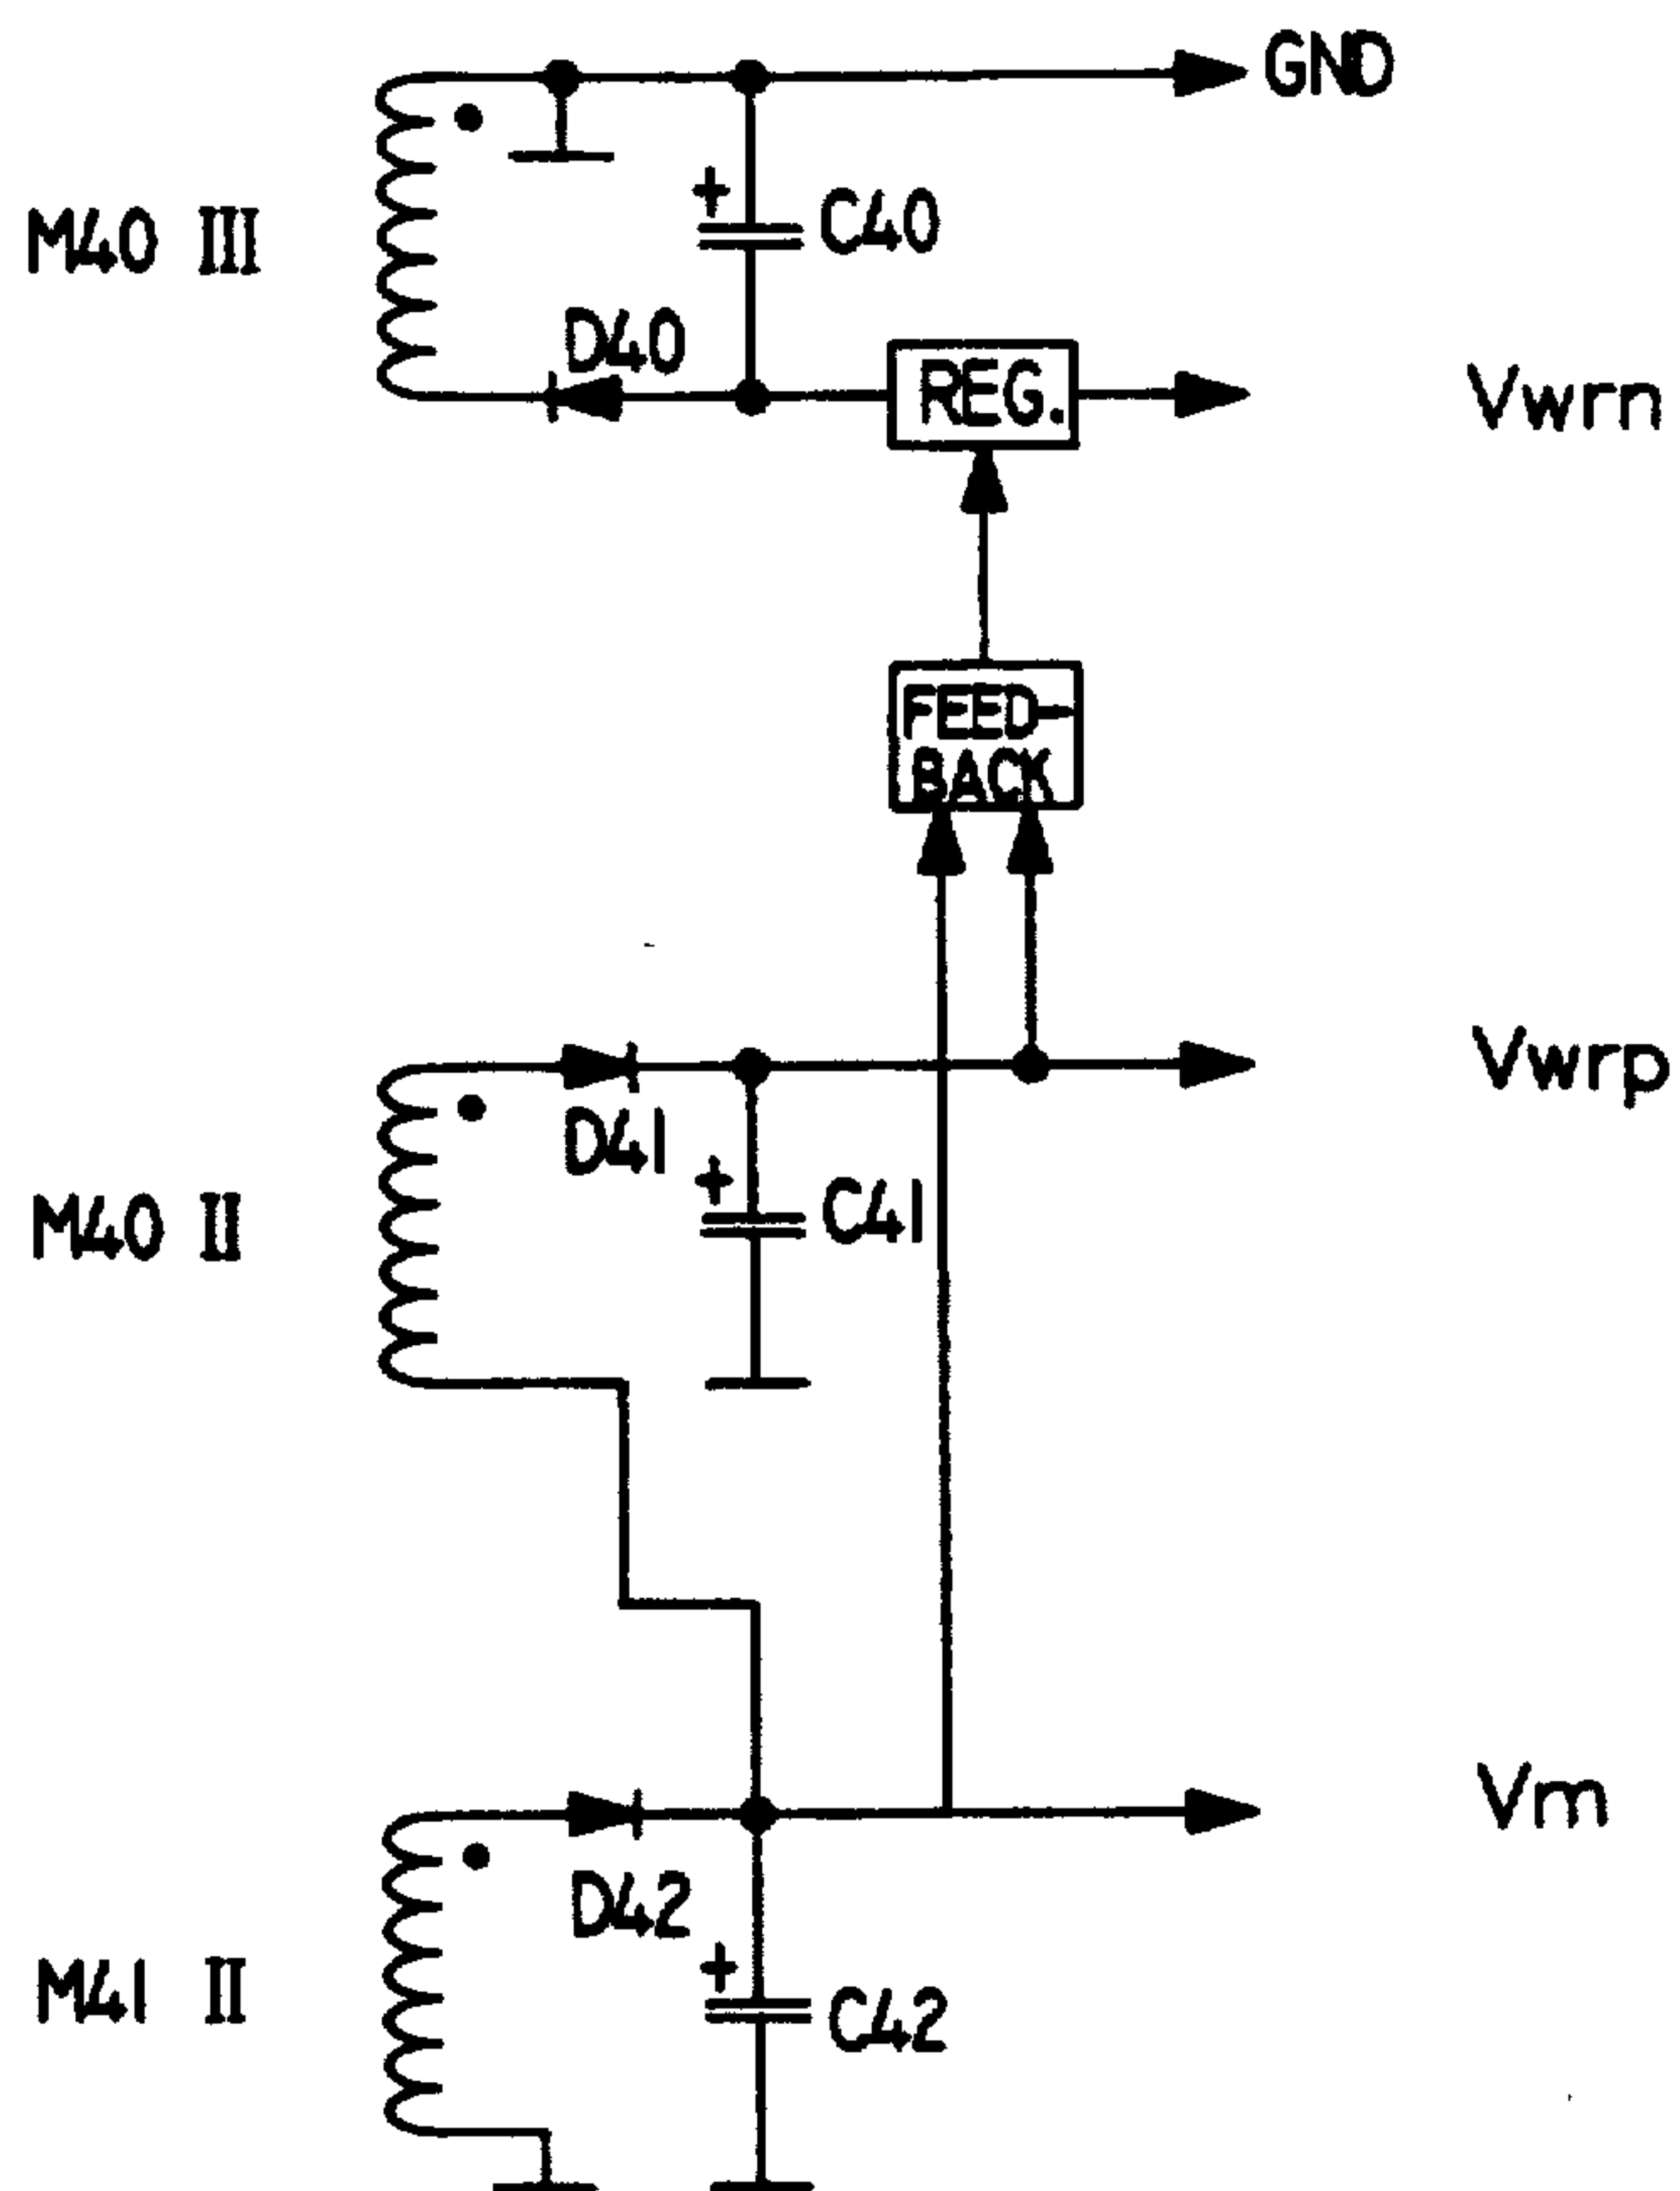 GND
M40 III
+
C40
D40
REG.
Vwrn
FEED-
BACK
Vwrp
D41
+
C41
M40 II
Vm
D42
+
C42
M41 II